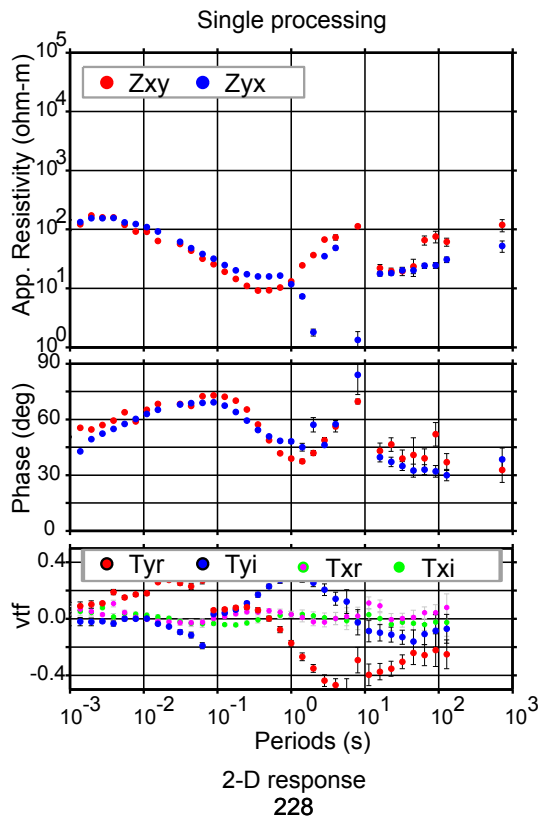 Single processing
App. Resistivity (ohm-m)
10^5
10^4
10^3
10^2
10^1
10^0
Zxy Zyx
Phase (deg)
90
60
30
0
vtf
0.4
0.0
-0.4
Tyr Tyi Txr Txi
10^-3 10^-2 10^-1 10^0 10^1 10^2 10^3
Periods (s)
2-D response
228